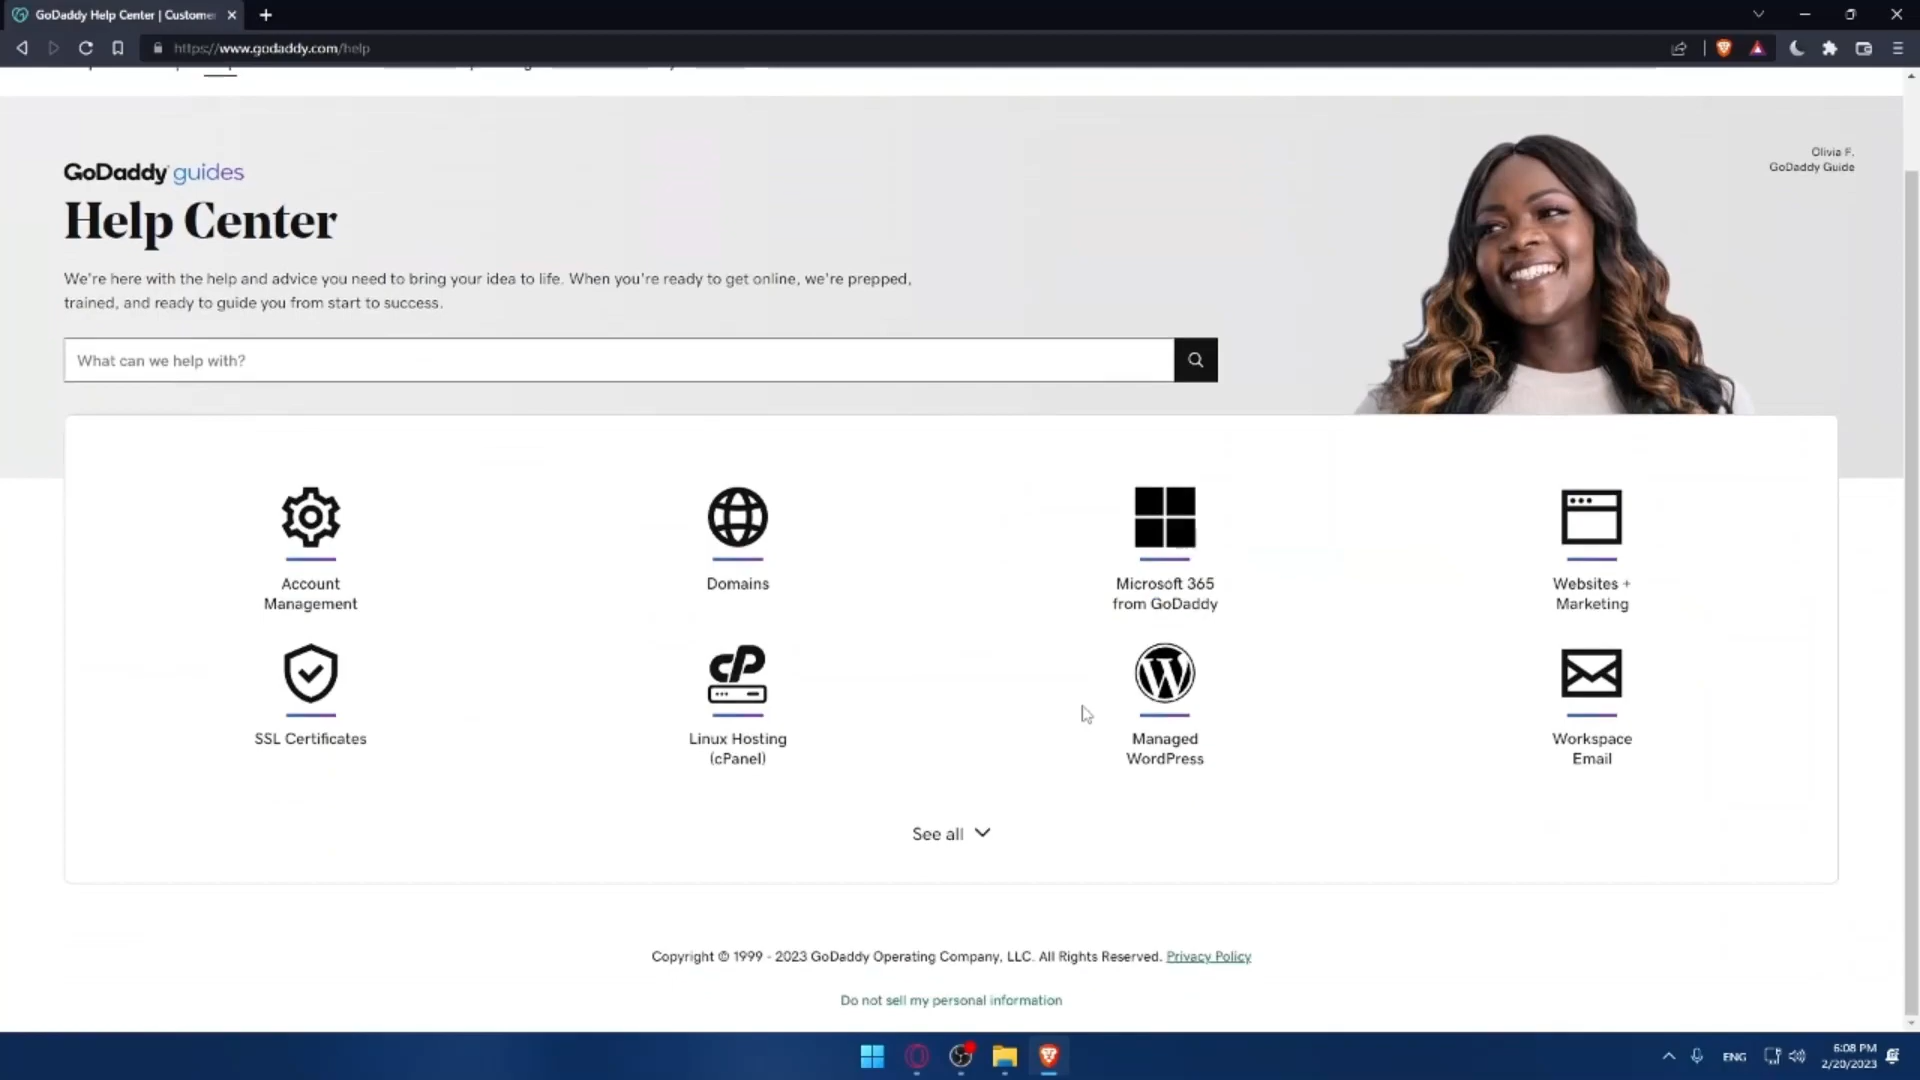 GoDaddy Help Center | Custome
https://www.godaddy.com/help
GoDaddy guides
Help Center
We're here with the help and advice you need to bring your idea to life. When you're ready to get online, we're prepped,
trained, and ready to guide you from start to success.
What can we help with?
Olivia F.
GoDaddy Guide
Account
Management
Domains
Microsoft 365
from GoDaddy
Websites +
Marketing
SSL Certificates
cP
Linux Hosting
(cPanel)
W
Managed
WordPress
Workspace
Email
See all
Copyright © 1999 - 2023 GoDaddy Operating Company, LLC. All Rights Reserved. Privacy Policy
Do not sell my personal information
ENG
6:08 PM
2/20/2023